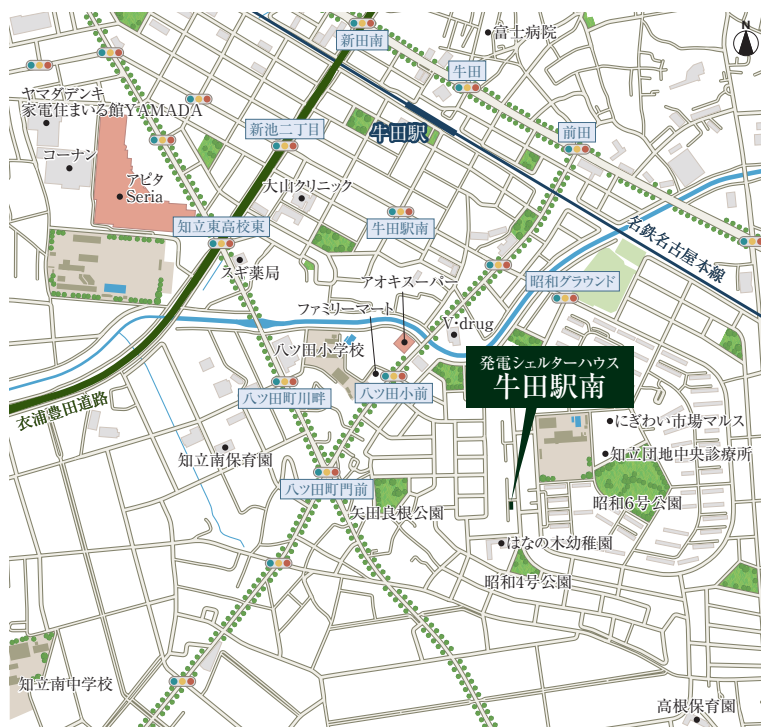 新田南
富士病院
N
牛田
ヤマダデンキ
家電住まいる館YAMADA
新池二丁目
牛田駅
前田
コーナン
アピタ
Seria
大山クリニック
知立東高校東
牛田駅南
名鉄名古屋本線
スギ薬局
アオキスーパー
昭和グラウンド
ファミリーマート
V・drug
八ツ田小学校
発電シェルターハウス
牛田駅南
衣浦豊田道路
八ツ田町川畔
八ツ田小前
にぎわい市場マルス
知立南保育園
知立団地中央診療所
八ツ田町門前
矢田良根公園
昭和6号公園
はなの木幼稚園
昭和4号公園
知立南中学校
高根保育園